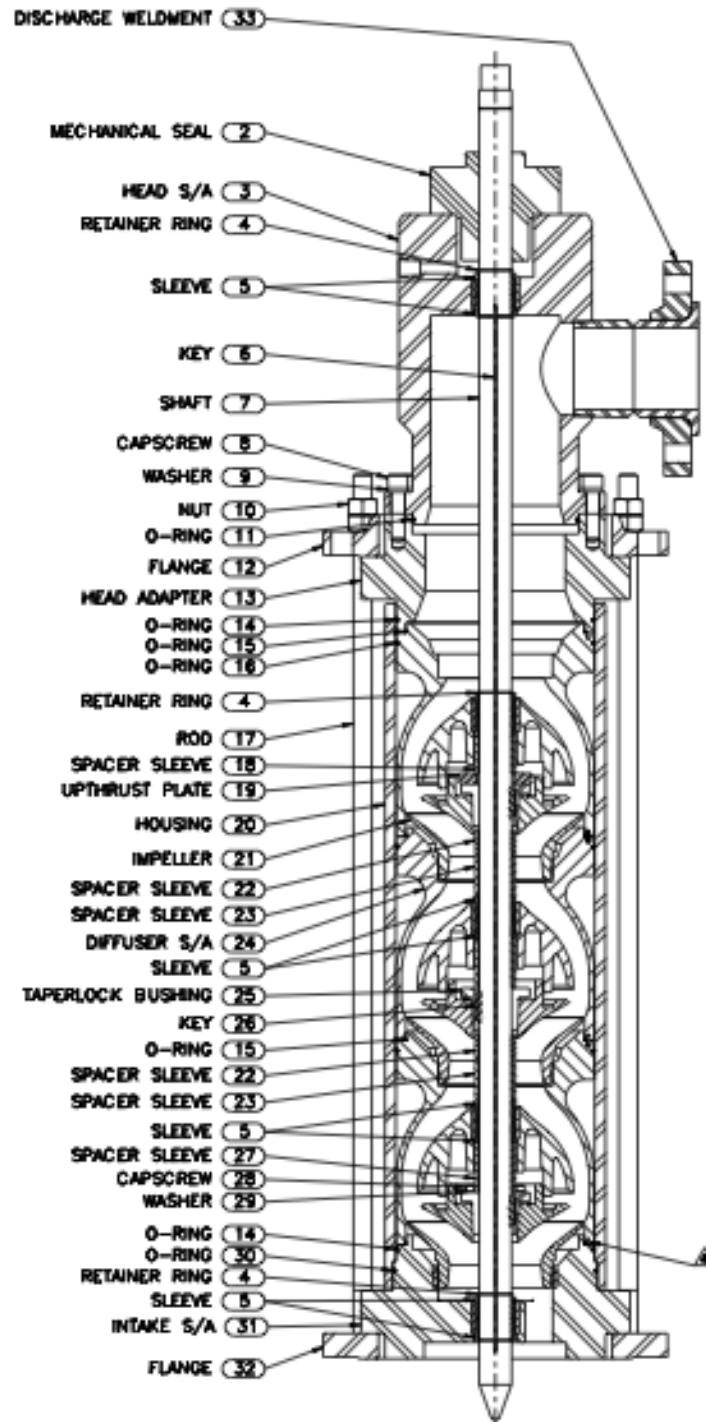 DISCHARGE WELDMENT 33
MECHANICAL SEAL 2
HEAD S/A 3
RETAINER RING 4
SLEEVE 5
KEY 6
SHAFT 7
CAPSCREW 8
WASHER 9
NUT 10
O-RING 11
FLANGE 12
HEAD ADAPTER 13
O-RING 14
O-RING 15
O-RING 16
RETAINER RING 4
ROD 17
SPACER SLEEVE 18
UPTHRUST PLATE 19
HOUSING 20
IMPELLER 21
SPACER SLEEVE 22
SPACER SLEEVE 23
DIFFUSER S/A 24
SLEEVE 5
TAPERLOCK BUSHING 25
KEY 26
O-RING 15
SPACER SLEEVE 22
SPACER SLEEVE 23
SLEEVE 5
SPACER SLEEVE 27
CAPSCREW 28
WASHER 29
O-RING 14
O-RING 30
RETAINER RING 4
SLEEVE 5
INTAKE S/A 31
FLANGE 32